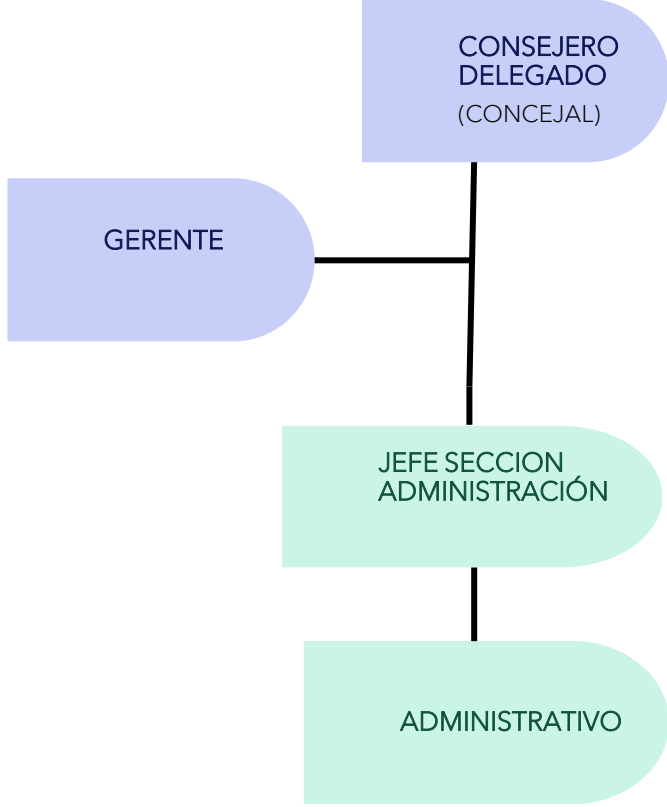 CONSEJERO
DELEGADO
(CONCEJAL)
GERENTE
JEFE SECCION
ADMINISTRACIÓN
ADMINISTRATIVO